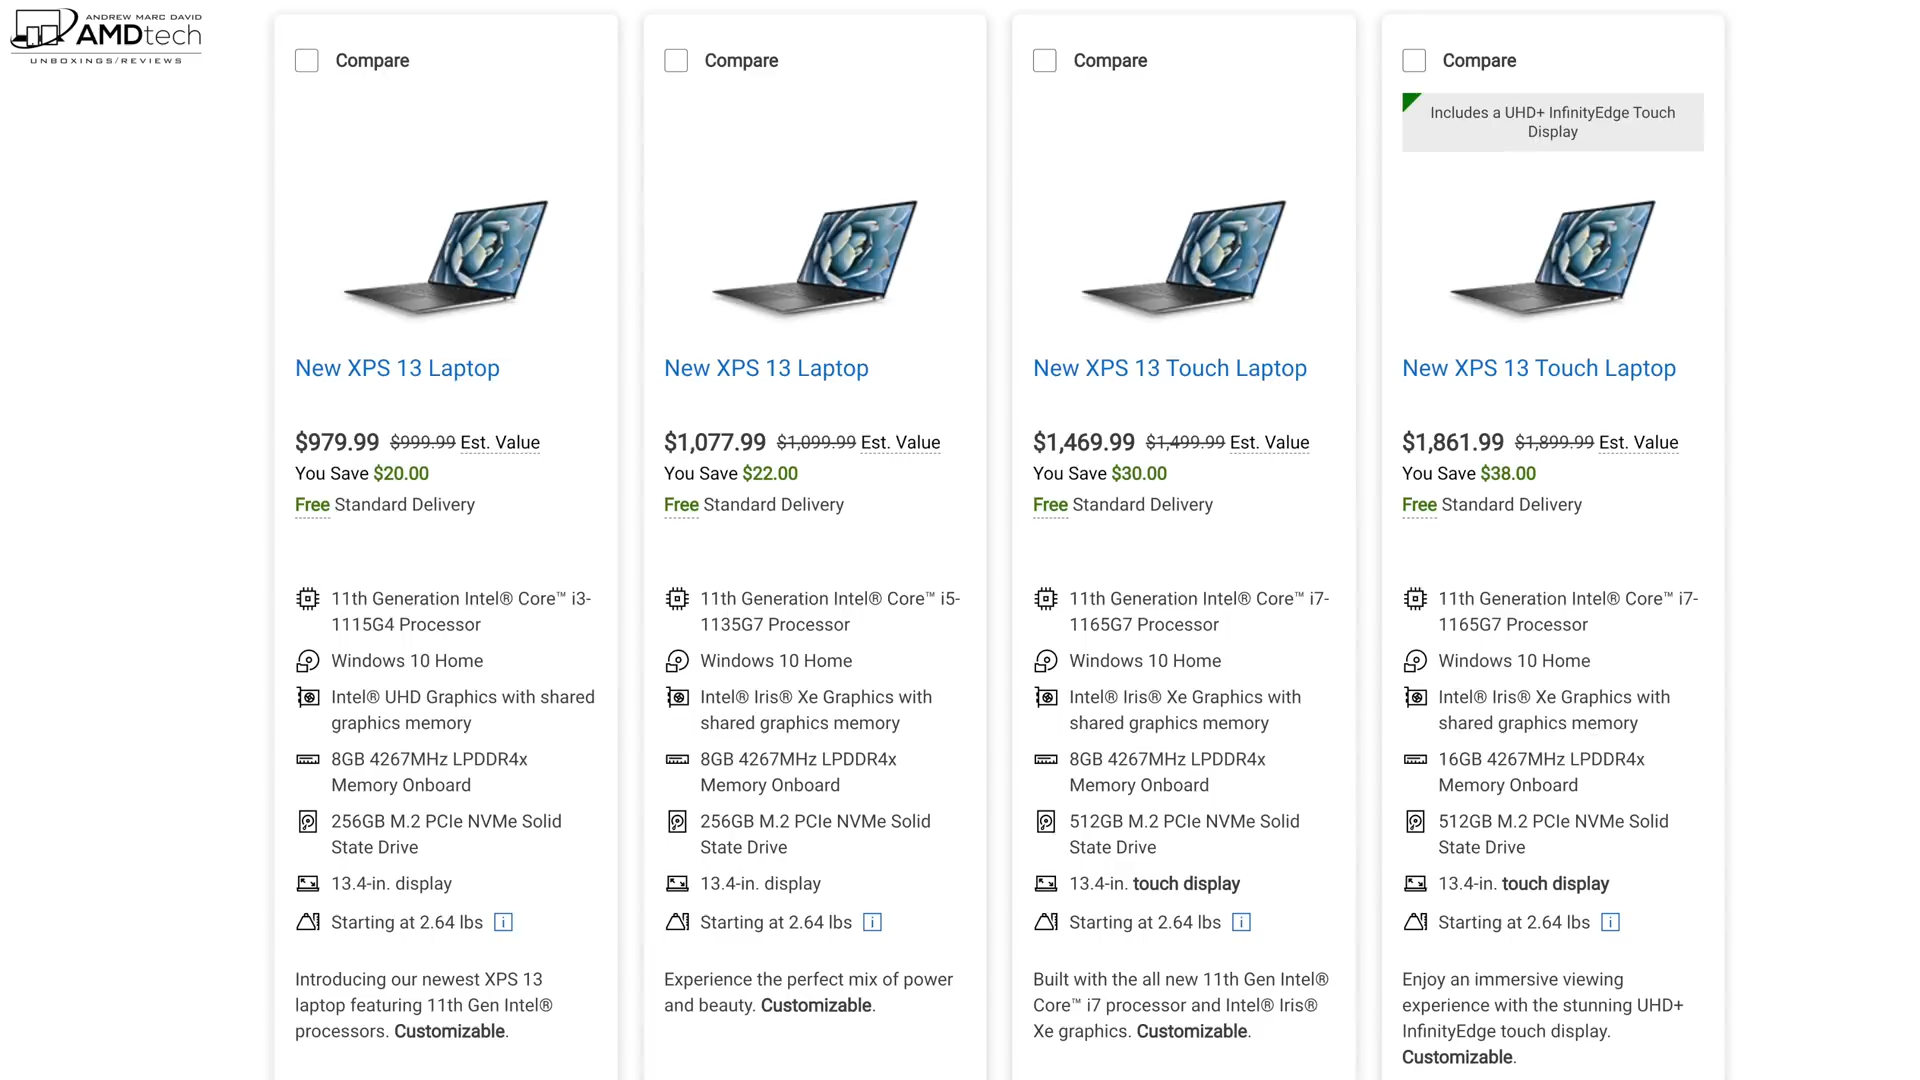 ANDREW MARC DAVID
AMDtech
UNBOXINGS/REVIEWS
Compare
New XPS 13 Laptop
$979.99 $999.99 Est. Value
You Save $20.00
Free Standard Delivery
11th Generation Intel® Core™ i3-
1115G4 Processor
Windows 10 Home
Intel® UHD Graphics with shared
graphics memory
8GB 4267MHz LPDDR4x
Memory Onboard
256GB M.2 PCIe NVMe Solid
State Drive
13.4-in. display
Starting at 2.64 lbs
Introducing our newest XPS 13
laptop featuring 11th Gen Intel®
processors. Customizable.
Compare
New XPS 13 Laptop
$1,077.99 $1,099.99 Est. Value
You Save $22.00
Free Standard Delivery
11th Generation Intel® Core™ i5-
1135G7 Processor
Windows 10 Home
Intel® Iris® Xe Graphics with
shared graphics memory
8GB 4267MHz LPDDR4x
Memory Onboard
256GB M.2 PCIe NVMe Solid
State Drive
13.4-in. display
Starting at 2.64 lbs
Experience the perfect mix of power
and beauty. Customizable.
Compare
New XPS 13 Touch Laptop
$1,469.99 $1,499.99 Est. Value
You Save $30.00
Free Standard Delivery
11th Generation Intel® Core™ i7-
1165G7 Processor
Windows 10 Home
Intel® Iris® Xe Graphics with
shared graphics memory
8GB 4267MHz LPDDR4x
Memory Onboard
512GB M.2 PCIe NVMe Solid
State Drive
13.4-in. touch display
Starting at 2.64 lbs
Built with the all new 11th Gen Intel®
Core™ i7 processor and Intel® Iris®
Xe graphics. Customizable.
Compare
Includes a UHD+ InfinityEdge Touch
Display
New XPS 13 Touch Laptop
$1,861.99 $1,899.99 Est. Value
You Save $38.00
Free Standard Delivery
11th Generation Intel® Core™ i7-
1165G7 Processor
Windows 10 Home
Intel® Iris® Xe Graphics with
shared graphics memory
16GB 4267MHz LPDDR4x
Memory Onboard
512GB M.2 PCIe NVMe Solid
State Drive
13.4-in. touch display
Starting at 2.64 lbs
Enjoy an immersive viewing
experience with the stunning UHD+
InfinityEdge touch display.
Customizable.